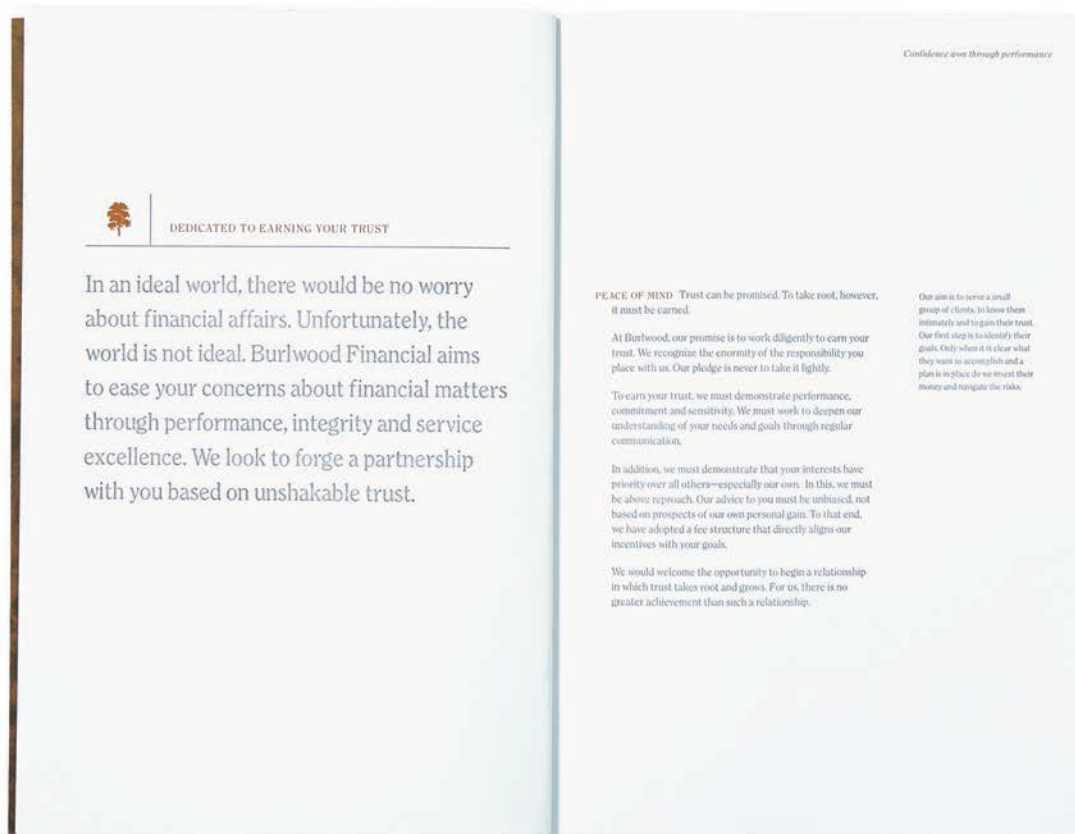 DEDICATED TO EARNING YOUR TRUST
In an ideal world, there would be no worry
about financial affairs. Unfortunately, the
world is not ideal. Burlwood Financial aims
to ease your concerns about financial matters
through performance, integrity and service
excellence. We look to forge a partnership
with you based on unshakable trust.
Confidence won through performance
PEACE OF MIND Trust can be promised. To take root, however,
it must be earned.
At Burlwood, our promise is to work diligently to earn your
trust. We recognize the enormity of the responsibility you
place with us. Our pledge is never to take it lightly.
To earn your trust, we must demonstrate performance,
commitment and sensitivity. We must work to deepen our
understanding of your needs and goals through regular
communication.
In addition, we must demonstrate that your interests have
priority over all others—especially our own. In this, we must
be above reproach. Our advice to you must be unbiased, not
based on prospects of our own personal gain. To that end,
we have adopted a fee structure that directly aligns our
incentives with your goals.
We would welcome the opportunity to begin a relationship
in which trust takes root and grows. For us, there is no
greater achievement than such a relationship.
Our aim is to serve a small
group of clients, to know them
intimately and to gain their trust.
Our first step is to identify their
goals. Only when it is clear what
they want to accomplish and a
plan is in place do we invest their
money and navigate the risks.